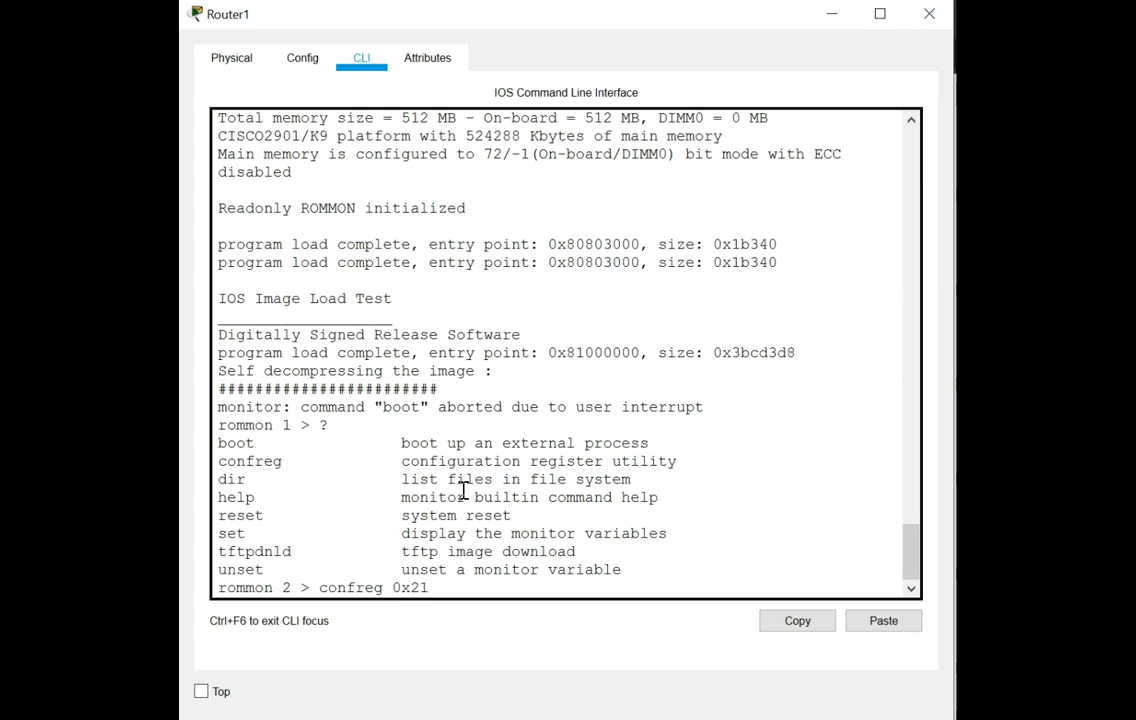 Router1
Physical Config CLI Attributes
IOS Command Line Interface
Total memory size = 512 MB - On-board = 512 MB, DIMM0 = 0 MB
CISCO2901/K9 platform with 524288 Kbytes of main memory
Main memory is configured to 72/-1(On-board/DIMM0) bit mode with ECC
disabled
Readonly ROMMON initialized
program load complete, entry point: 0x80803000, size: 0x1b340
program load complete, entry point: 0x80803000, size: 0x1b340
IOS Image Load Test
___________________
Digitally Signed Release Software
program load complete, entry point: 0x81000000, size: 0x3bcd3d8
Self decompressing the image :
########################
monitor: command "boot" aborted due to user interrupt
rommon 1 > ?
boot boot up an external process
confreg configuration register utility
dir list files in file system
help monitor builtin command help
reset system reset
set display the monitor variables
tftpdnld tftp image download
unset unset a monitor variable
rommon 2 > confreg 0x21
Ctrl+F6 to exit CLI focus
Copy Paste
Top